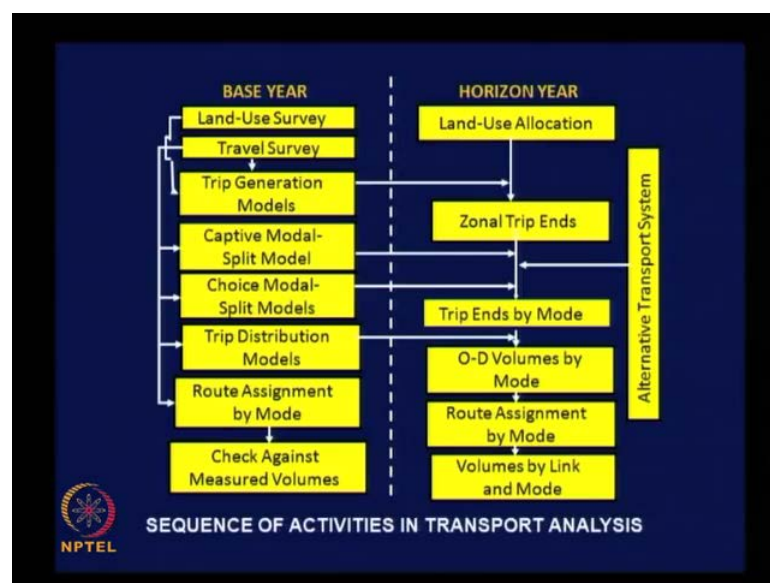 BASE YEAR
Land-Use Survey
Travel Survey
Trip Generation
Models
Captive Modal-
Split Model
Choice Modal-
Split Models
Trip Distribution
Models
Route Assignment
by Mode
Check Against
Measured Volumes
HORIZON YEAR
Land-Use Allocation
Zonal Trip Ends
Trip Ends by Mode
O-D Volumes by
Mode
Route Assignment
by Mode
Volumes by Link
and Mode
Alternative Transport System
SEQUENCE OF ACTIVITIES IN TRANSPORT ANALYSIS
NPTEL